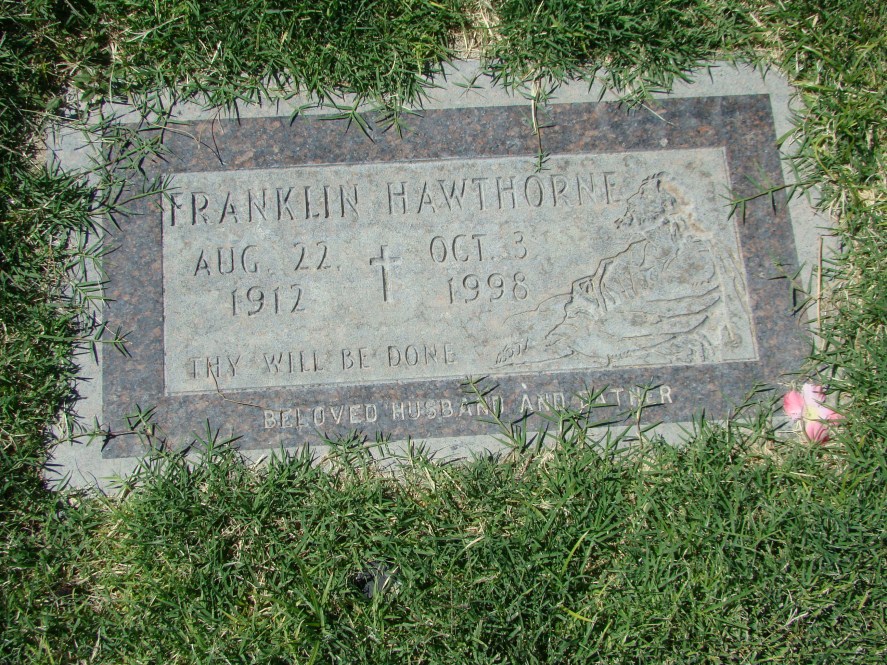 FRANKLIN HAWTHORNE
AUG. 22, OCT. 3
1912 1998
THY WILL BE DONE
BELOVED HUSBAND AND FATHER